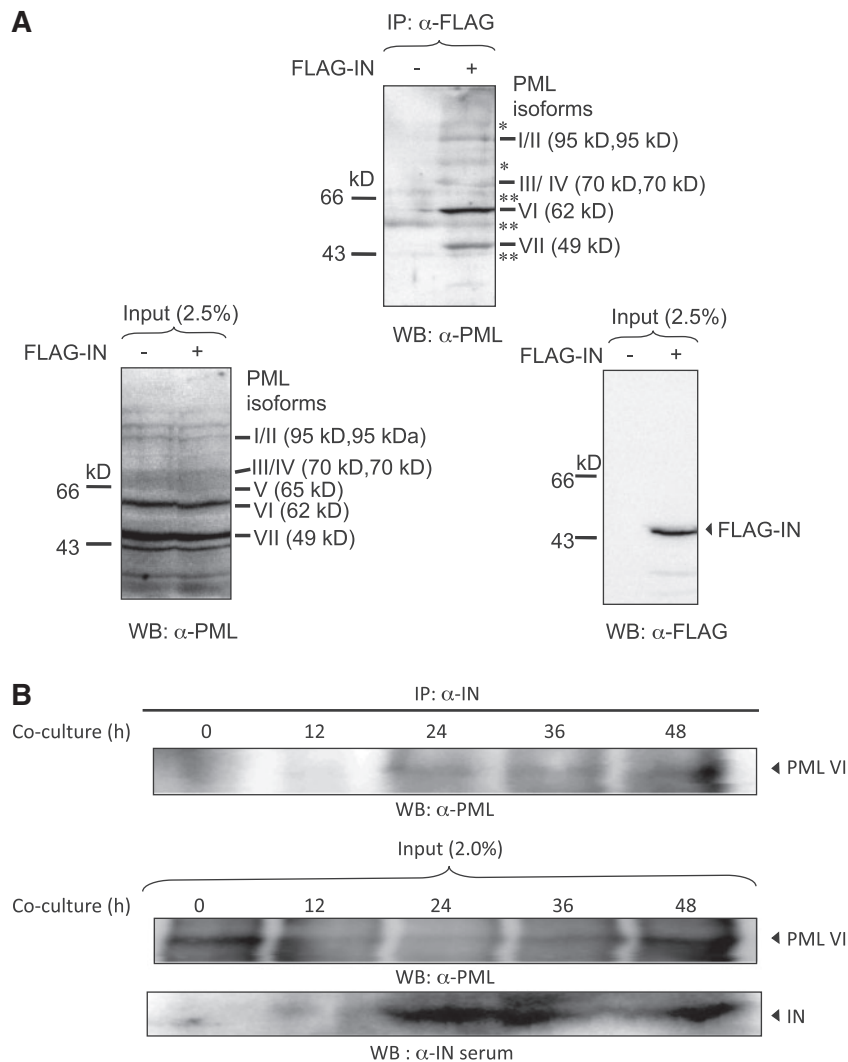 A
IP: α-FLAG
FLAG-IN - +
PML
isoforms
*
I/II (95 kD,95 kD)
*
kD
III/ IV (70 kD,70 kD)
66
**
VI (62 kD)
**
VII (49 kD)
43
**
WB: α-PML
Input (2.5%)
FLAG-IN - +
PML
isoforms
I/II (95 kD,95 kDa)
III/IV (70 kD,70 kD)
kD
66
V (65 kD)
VI (62 kD)
VII (49 kD)
43
WB: α-PML
Input (2.5%)
FLAG-IN - +
kD
66
43
FLAG-IN
WB: α-FLAG
B
IP: α-IN
Co-culture (h) 0 12 24 36 48
PML VI
WB: α-PML
Input (2.0%)
Co-culture (h) 0 12 24 36 48
PML VI
WB: α-PML
IN
WB : α-IN serum